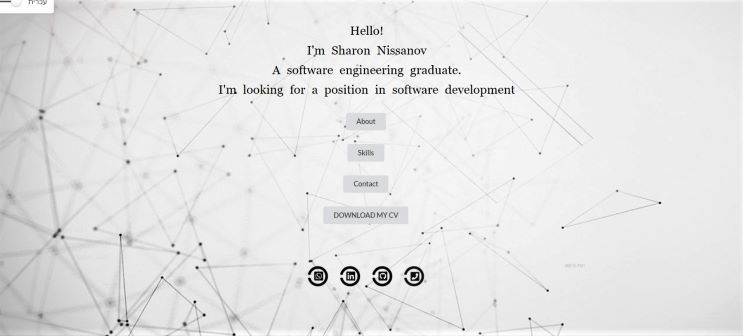 עברית
Hello!
I'm Sharon Nissanov
A software engineering graduate.
I'm looking for a position in software development
About
Skills
Contact
DOWNLOAD MY CV